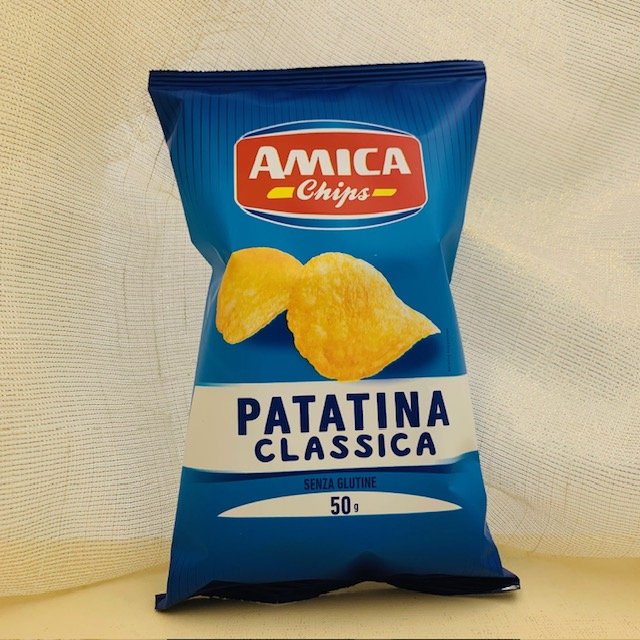 AMICA
Chips
PATATINA
CLASSICA
SENZA GLUTINE
50 g